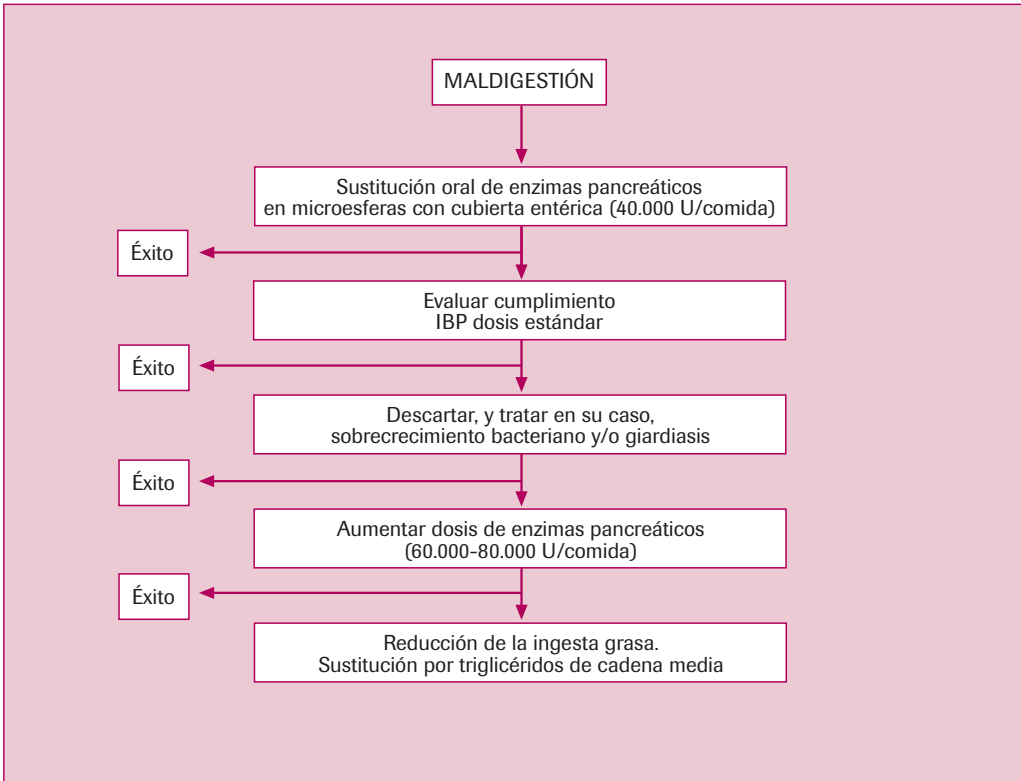 MALDIGESTIÓN
Sustitución oral de enzimas pancreáticos
en microesferas con cubierta entérica (40.000 U/comida)
Éxito
Evaluar cumplimiento
IBP dosis estándar
Éxito
Descartar, y tratar en su caso,
sobrecrecimiento bacteriano y/o giardiasis
Éxito
Aumentar dosis de enzimas pancreáticos
(60.000-80.000 U/comida)
Éxito
Reducción de la ingesta grasa.
Sustitución por triglicéridos de cadena media